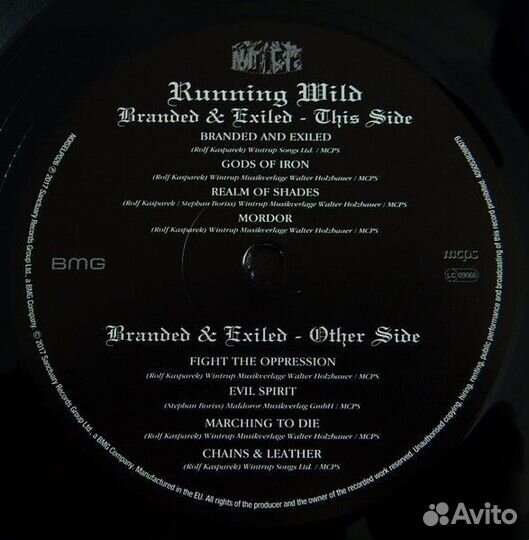 NOISE
Running Wild
Branded & Exiled - This Side
BRANDED AND EXILED
(Rolf Kasparek) Wintrup Songs Ltd. / MCPS
GODS OF IRON
(Rolf Kasparek) Wintrup Musikverlage Walter Holzbauer / MCPS
REALM OF SHADES
(Rolf Kasparek / Stephan Boriss) Wintrup Musikverlage Walter Holzbauer / MCPS
MORDOR
(Rolf Kasparek) Wintrup Musikverlage Walter Holzbauer / MCPS
BMG
mcps
LC 09066
Branded & Exiled - Other Side
FIGHT THE OPPRESSION
(Rolf Kasparek) Wintrup Musikverlage Walter Holzbauer / MCPS
EVIL SPIRIT
(Stephan Boriss) Maldoror Musikverlag GmbH / MCPS
MARCHING TO DIE
(Rolf Kasparek) Wintrup Musikverlage Walter Holzbauer / MCPS
CHAINS & LEATHER
(Rolf Kasparek) Wintrup Songs Ltd. / MCPS
℗ 2017 Sanctuary Records Group Ltd., a BMG Company. © 2017 Sanctuary Records Group Ltd., a BMG Company. Manufactured in the EU. All rights of the producer and the owner of the recorded work reserved. Unauthorised copying, hiring, renting, public performance and broadcasting of this record prohibited.
Avito